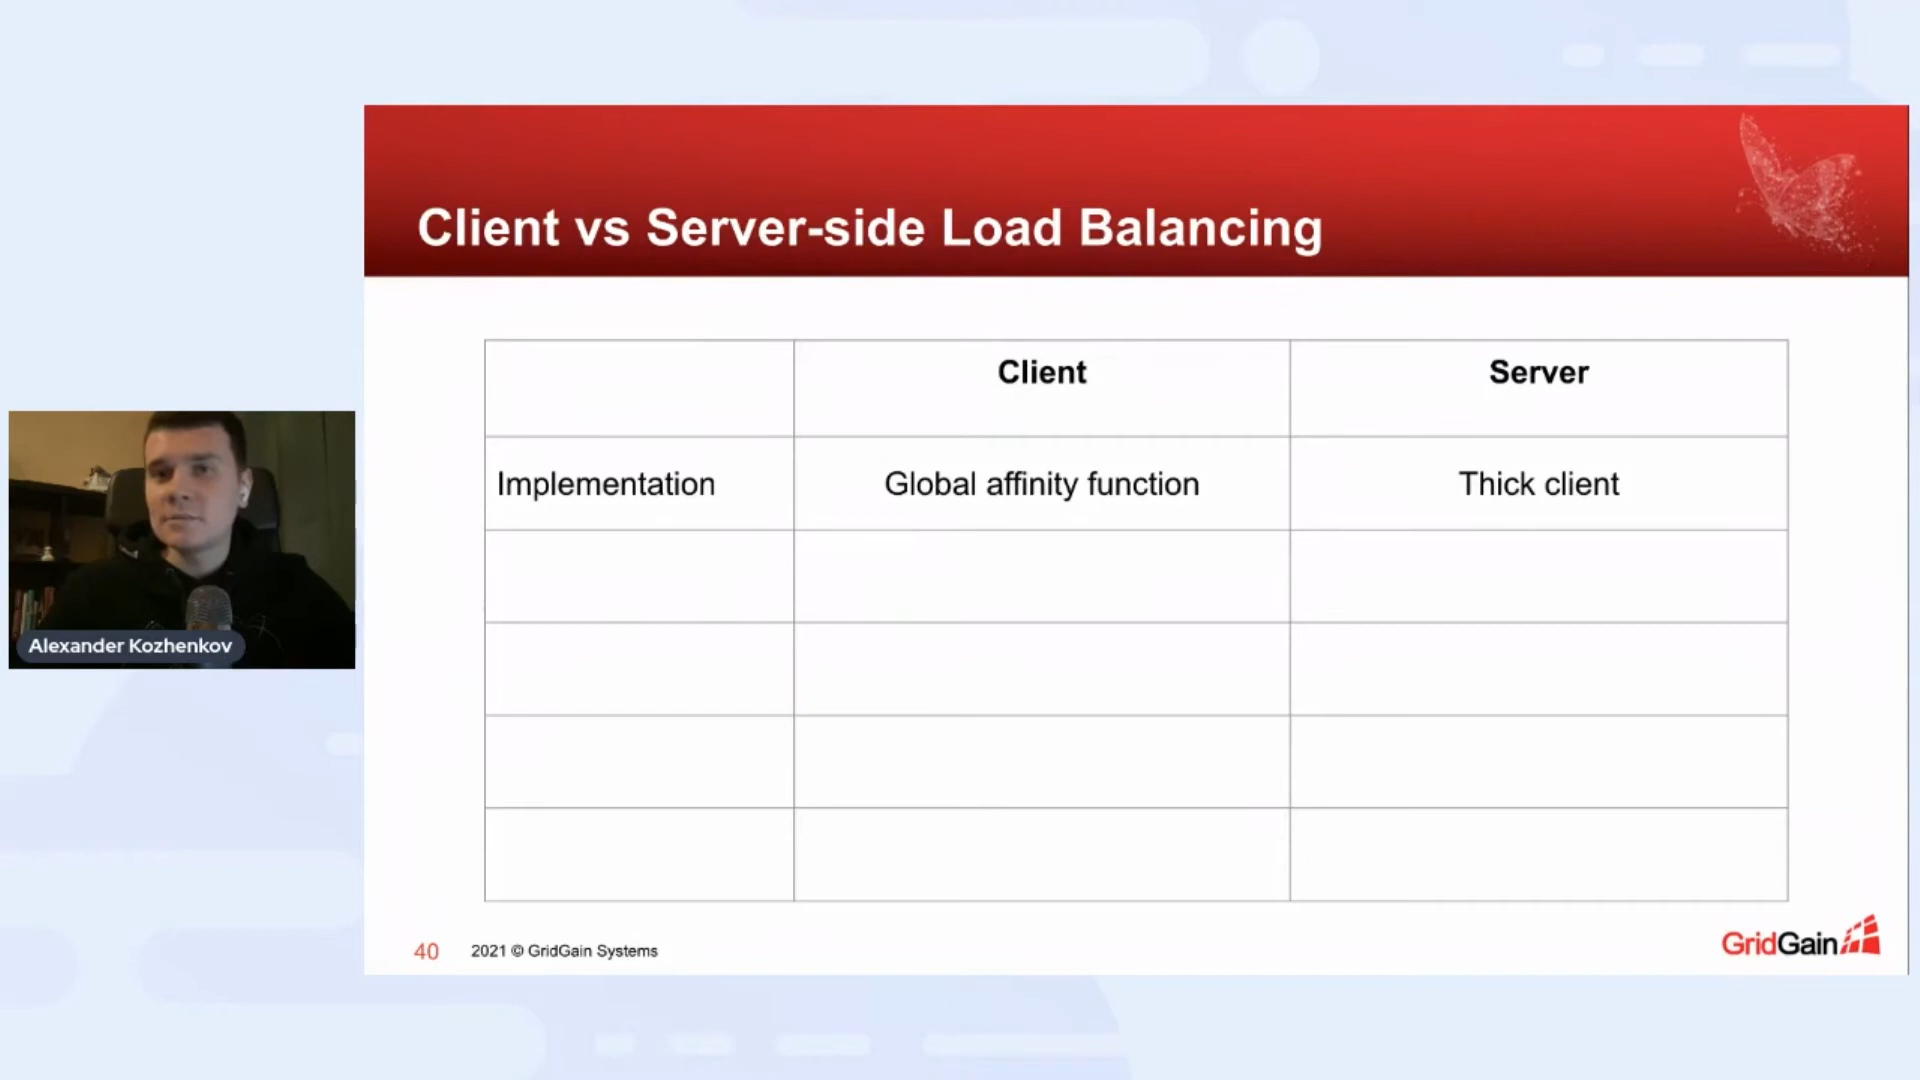 Client vs Server-side Load Balancing
Client
Server
Implementation
Global affinity function
Thick client
Alexander Kozhenkov
40
2021 © GridGain Systems
GridGain